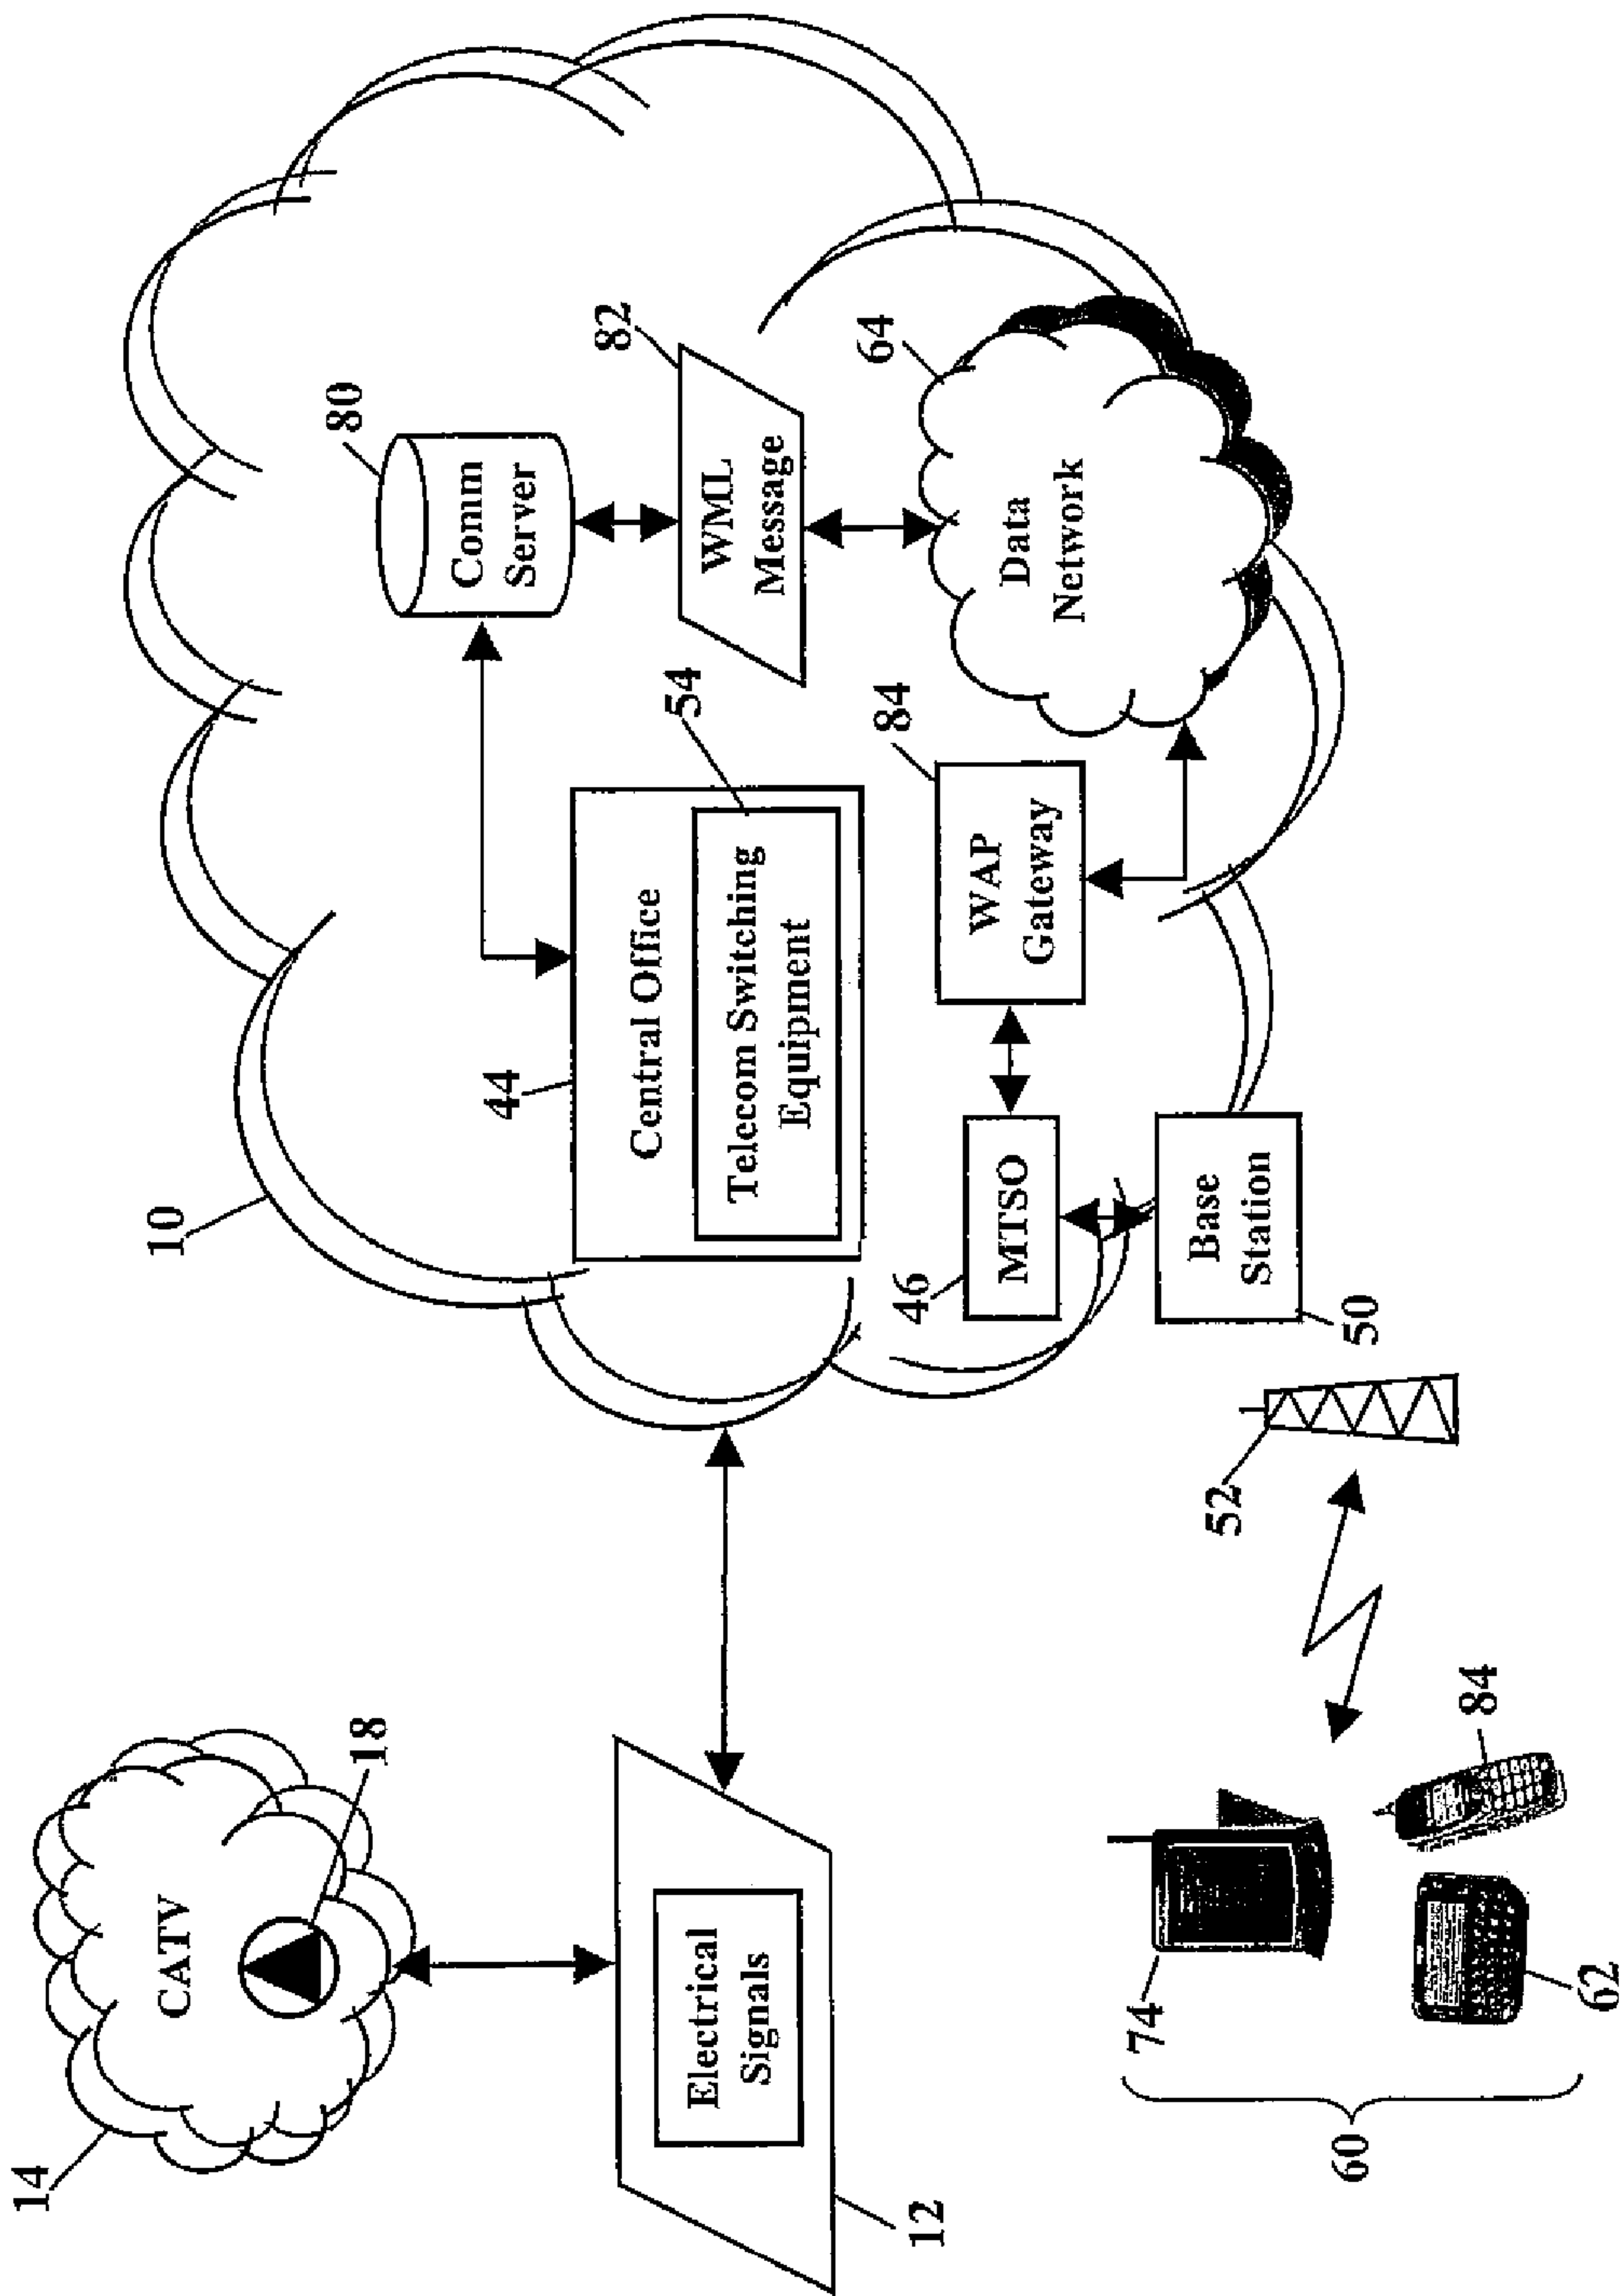 14
CATV
18
10
80
Comm
Server
82
WML
Message
44
Central Office
54
Telecom Switching
Equipment
64
Data
Network
84
WAP
Gateway
46
MTSO
Base
Station
50
12
Electrical
Signals
52
74
84
62
60